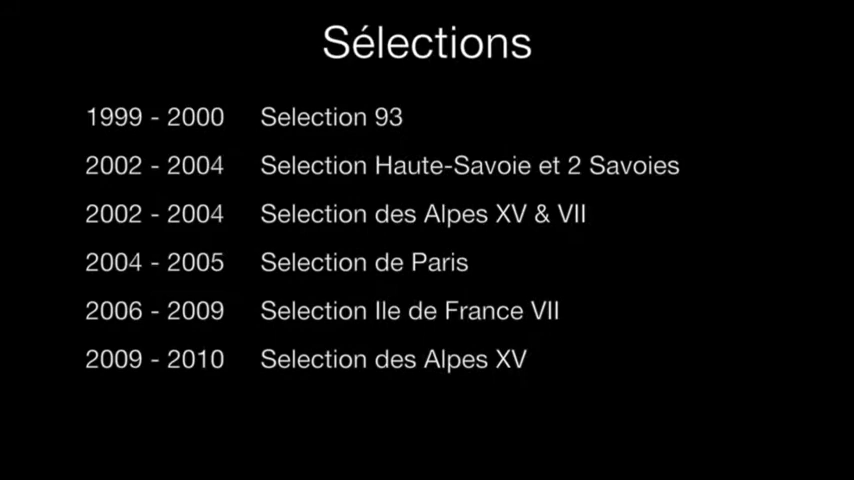 Sélections
1999 - 2000 Selection 93
2002 - 2004 Selection Haute-Savoie et 2 Savoies
2002 - 2004 Selection des Alpes XV & VII
2004 - 2005 Selection de Paris
2006 - 2009 Selection Ile de France VII
2009 - 2010 Selection des Alpes XV